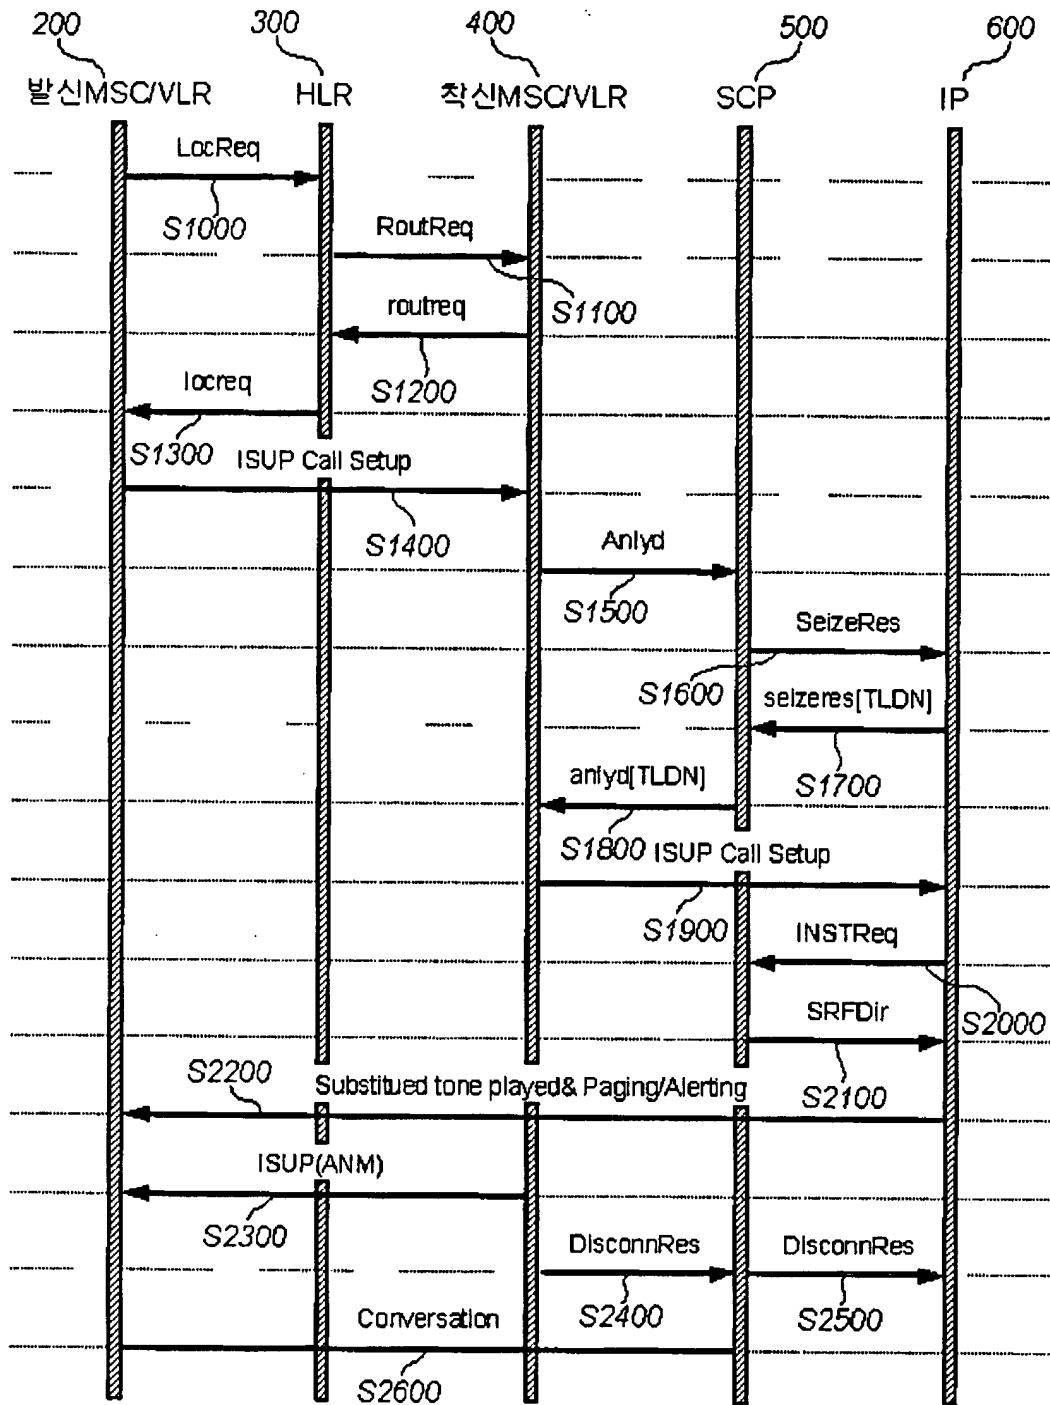 200 300 400 500 600
발신MSC/VLR HLR 착신MSC/VLR SCP IP
LocReq
S1000
RoutReq
S1100
routreq
S1200
locreq
S1300
ISUP Call Setup
S1400
Anlyd
S1500
SeizeRes
S1600
seizeres[TLDN]
S1700
anlyd[TLDN]
S1800
ISUP Call Setup
S1900
INSTReq
S2000
SRFDir
S2100
S2200
Substitued tone played& Paging/Alerting
ISUP(ANM)
S2300
DisconnRes DisconnRes
S2400 S2500
Conversation
S2600